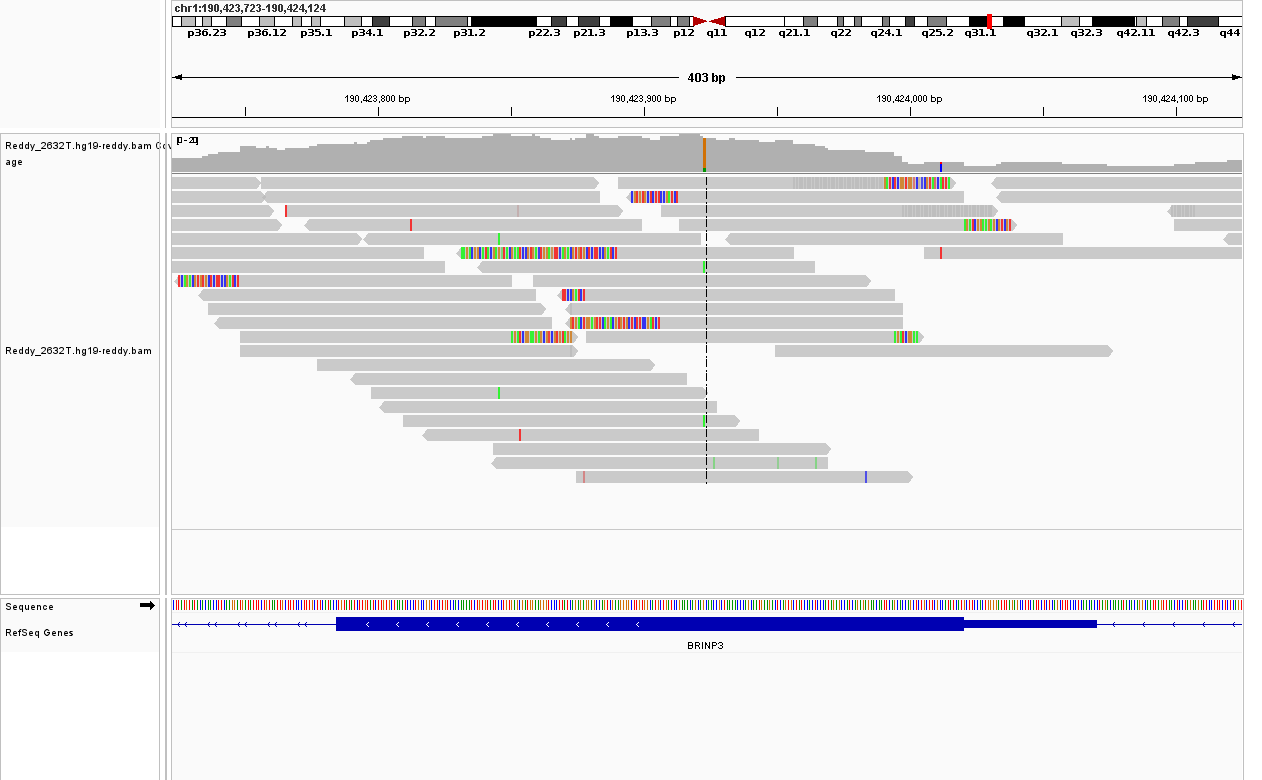 chr1:190,423,723-190,424,124
p36.23 p36.12 p35.1 p34.1 p32.2 p31.2 p22.3 p21.3 p13.3 p12 q11 q12 q21.1 q22 q24.1 q25.2 q31.1 q32.1 q32.3 q42.11 q42.3 q44
403 bp
190,423,800 bp 190,423,900 bp 190,424,000 bp 190,424,100 bp
Reddy_2632T.hg19-reddy.bam Cov
age
[0 - 20]
Reddy_2632T.hg19-reddy.bam
Sequence
RefSeq Genes
BRINP3